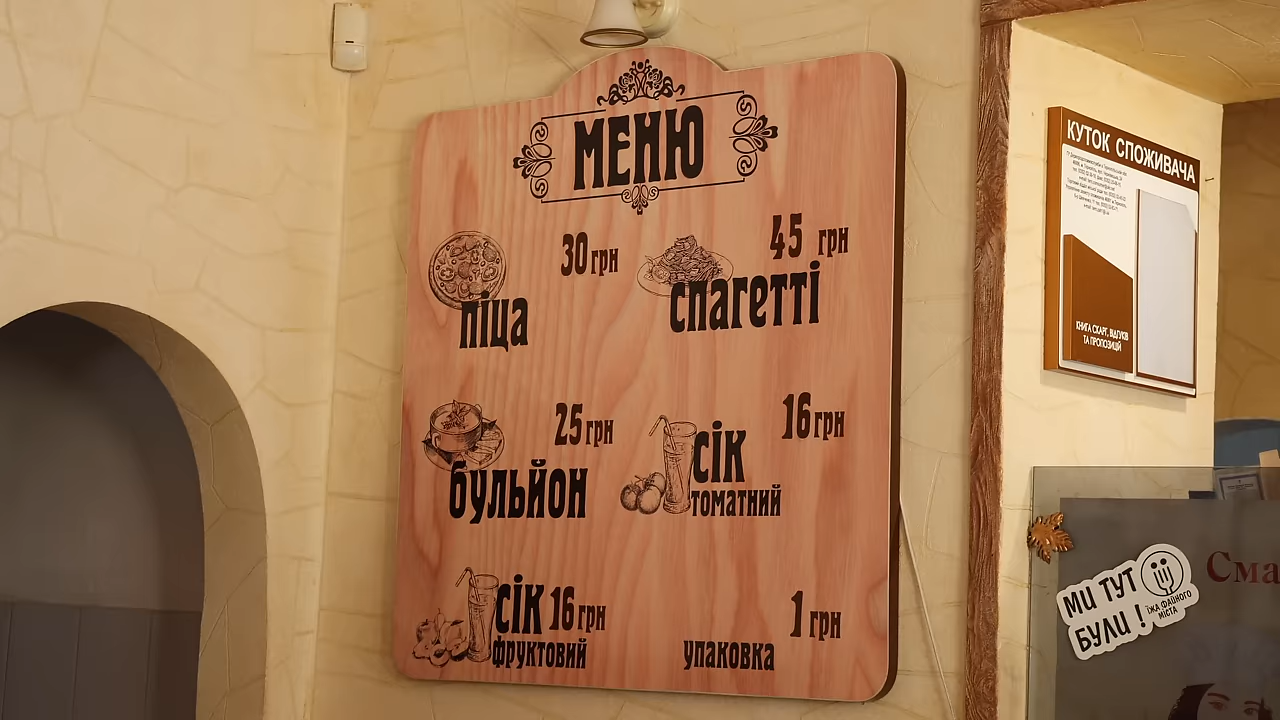 МЕНЮ
30 грн
піца
45 грн
спагетті
25 грн
бульйон
16 грн
сік
томатний
сік 16 грн
фруктовий
1 грн
упаковка
КУТОК СПОЖИВАЧА
КНИГА СКАРГ, ВІДГУКІВ
ТА ПРОПОЗИЦІЙ
МИ ТУТ
БУЛИ !
ЇЖА ФАЙНОГО
МІСТА
Сма